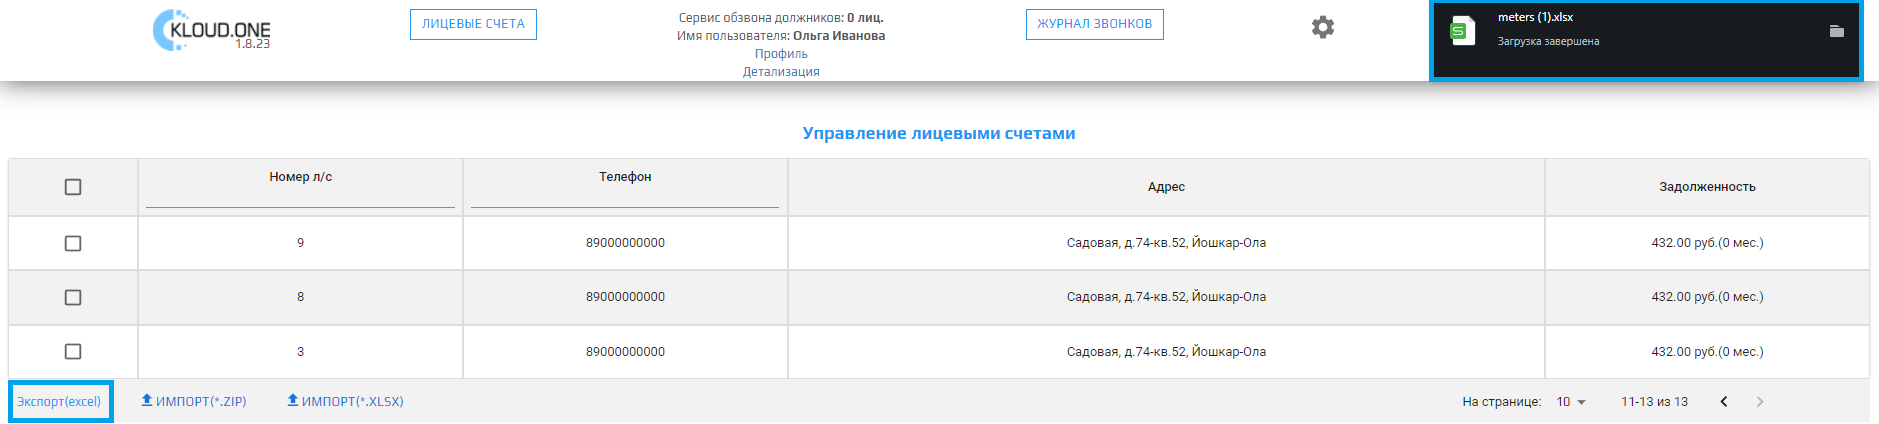 KLOUD.ONE
1.8.23
ЛИЦЕВЫЕ СЧЕТА
Сервис обзвона должников: 0 лиц.
Имя пользователя: Ольга Иванова
Профиль
Детализация
ЖУРНАЛ ЗВОНКОВ
meters (1).xlsx
Загрузка завершена
Управление лицевыми счетами
Номер л/с Телефон Адрес Задолженность
9 89000000000 Садовая, д.74-кв.52, Йошкар-Ола 432.00 руб.(0 мес.)
8 89000000000 Садовая, д.74-кв.52, Йошкар-Ола 432.00 руб.(0 мес.)
3 89000000000 Садовая, д.74-кв.52, Йошкар-Ола 432.00 руб.(0 мес.)
Экспорт(excel) ИМПОРТ(*.ZIP) ИМПОРТ(*.XLSX) На странице: 10 11-13 из 13